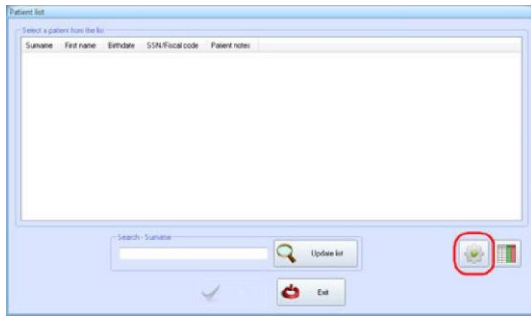 Patient list
Select a patient from the list
Surname First name Birthdate SSN/Fiscal code Patient notes
Search - Surname
Update list
Exit